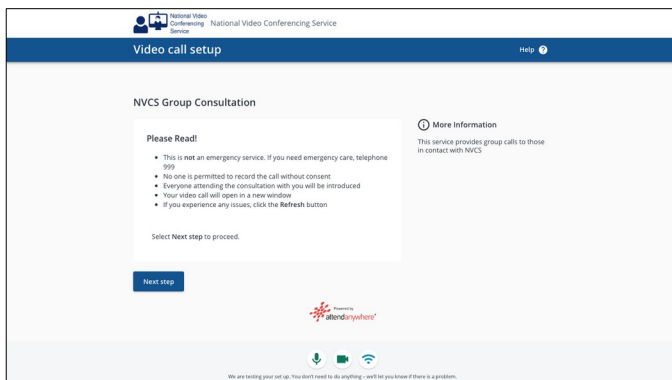 National Video
Conferencing
Service
National Video Conferencing Service
Video call setup
Help ?
NVCS Group Consultation
Please Read!
• This is not an emergency service. If you need emergency care, telephone
999
• No one is permitted to record the call without consent
• Everyone attending the consultation with you will be introduced
• Your video call will open in a new window
• If you experience any issues, click the Refresh button
Select Next step to proceed.
i More Information
This service provides group calls to those
in contact with NVCS
Next step
Powered by
attendanywhere®
We are testing your set up. You don't need to do anything – we'll let you know if there is a problem.